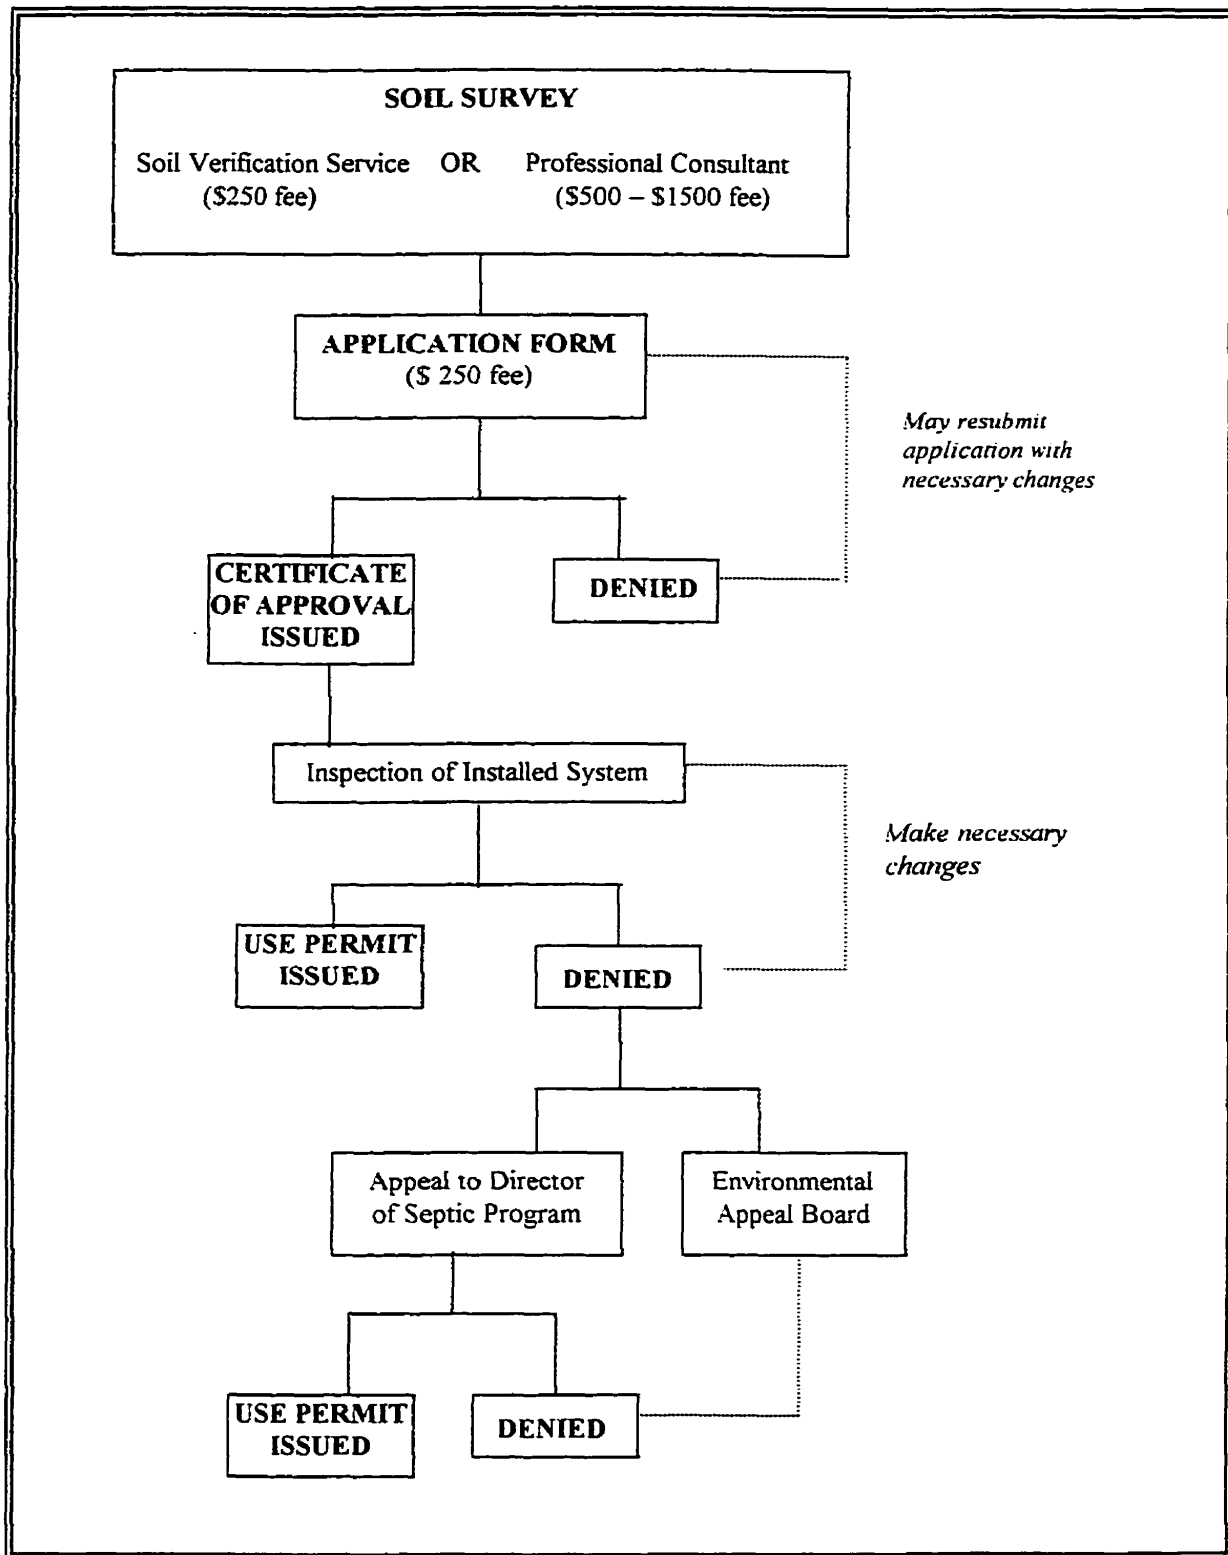 SOIL SURVEY
Soil Verification Service OR Professional Consultant
($250 fee) ($500 – $1500 fee)
APPLICATION FORM
($ 250 fee)
May resubmit
application with
necessary changes
CERTIFICATE
OF APPROVAL
ISSUED
DENIED
Inspection of Installed System
Make necessary
changes
USE PERMIT
ISSUED
DENIED
Appeal to Director
of Septic Program
Environmental
Appeal Board
USE PERMIT
ISSUED
DENIED